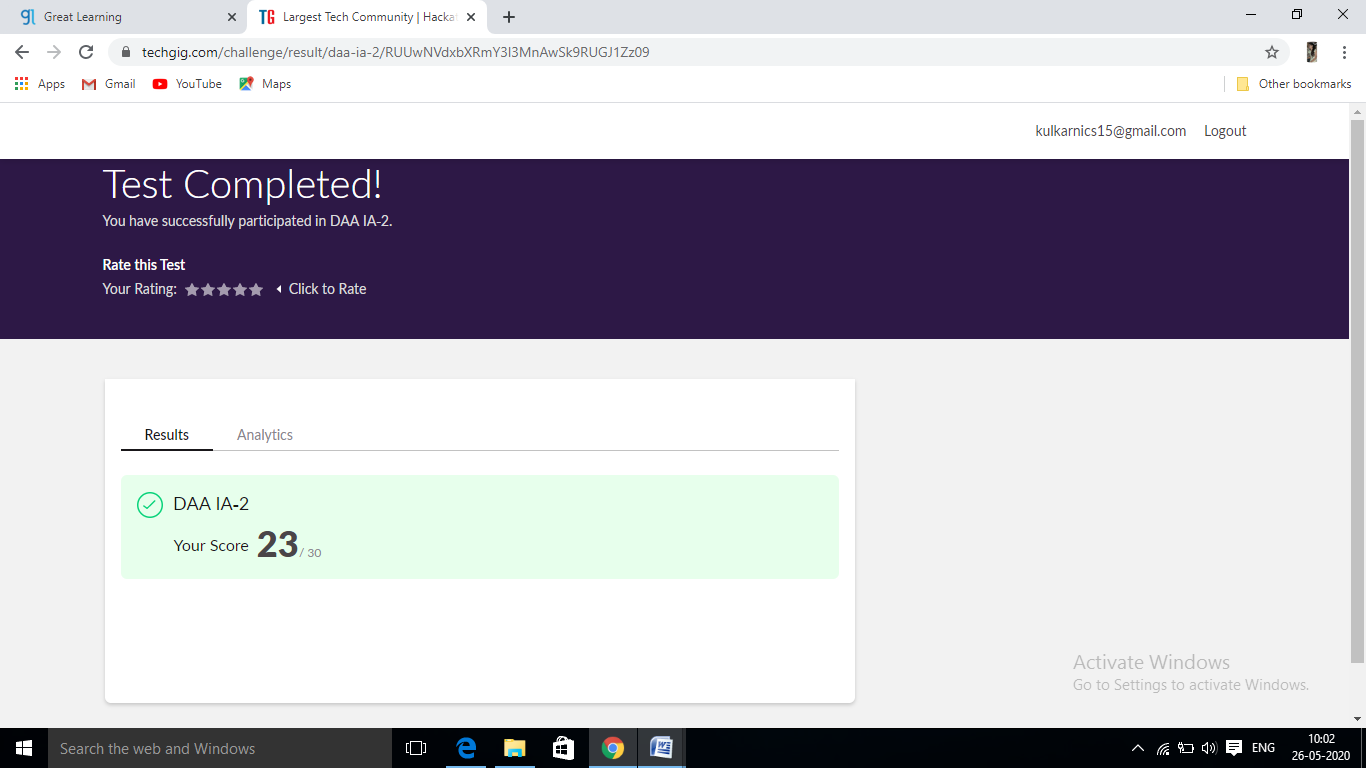 Great Learning
TG Largest Tech Community | Hacka
techgig.com/challenge/result/daa-ia-2/
Apps Gmail YouTube Maps Other bookmarks
kulkarnics15@gmail.com Logout
Test Completed!
You have successfully participated in DAA IA-2.
Rate this Test
Your Rating: Click to Rate
Results Analytics
DAA IA-2
Your Score 23 / 30
Activate Windows
Go to Settings to activate Windows.
Search the web and Windows
ENG
10:02
26-05-2020